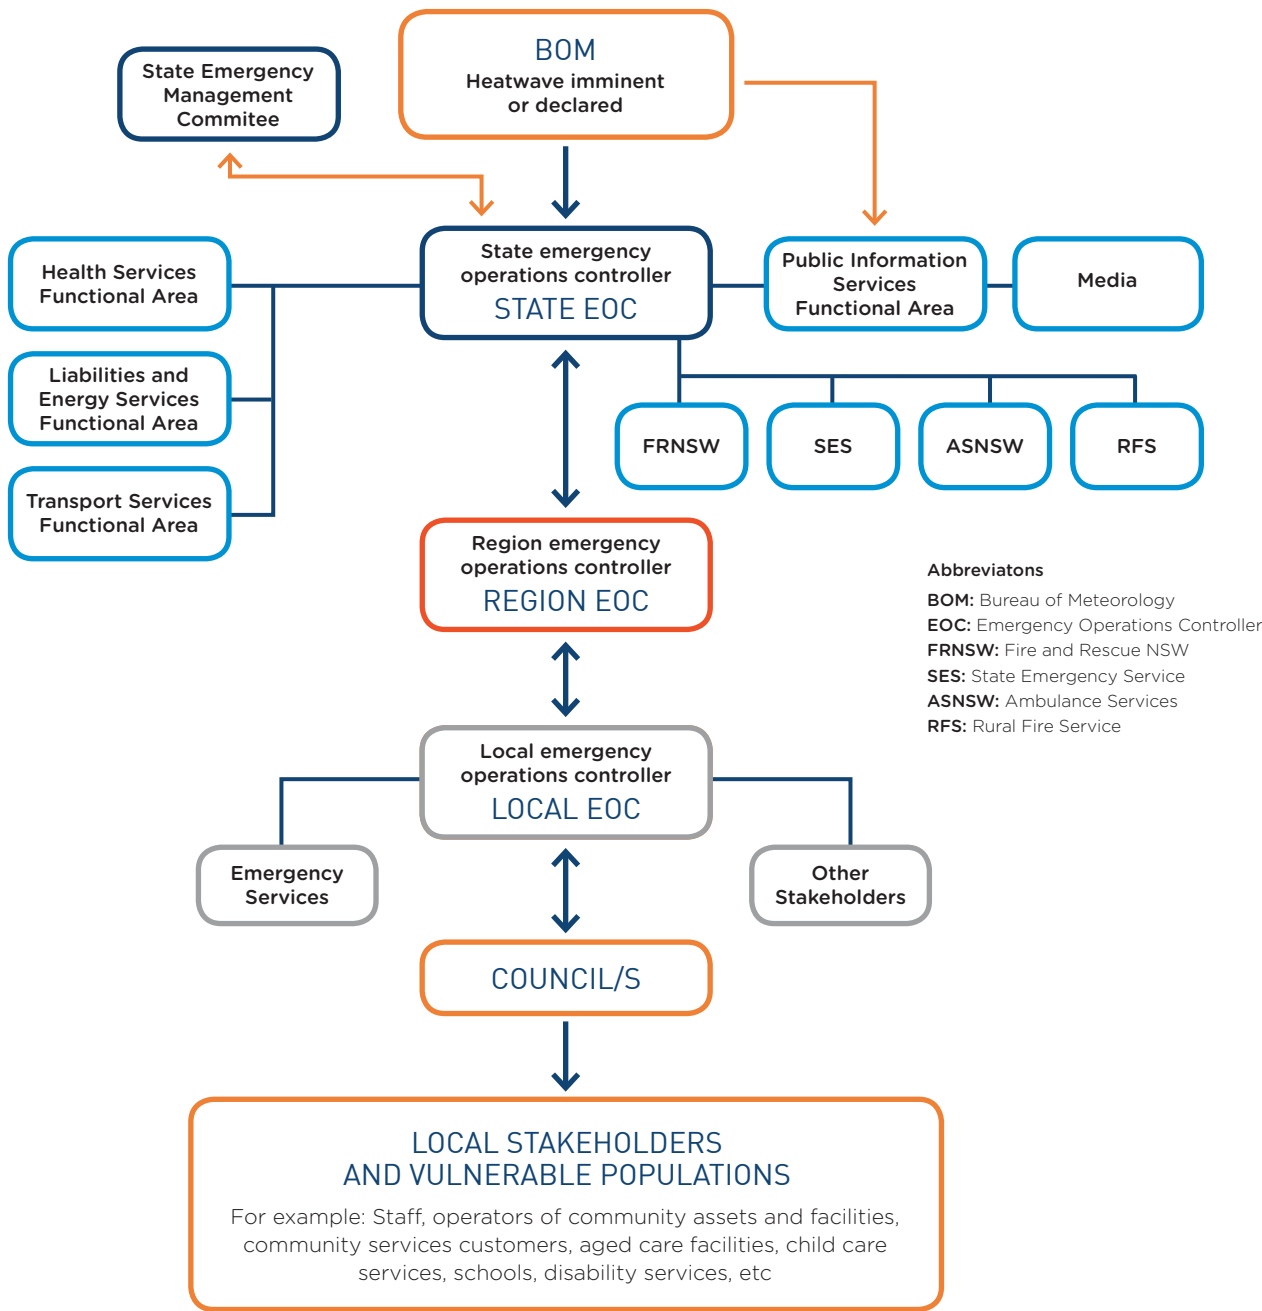 BOM
Heatwave imminent
or declared
State Emergency
Management
Commitee
State emergency
operations controller
STATE EOC
Health Services
Functional Area
Liabilities and
Energy Services
Functional Area
Transport Services
Functional Area
Public Information
Services
Functional Area
Media
FRNSW
SES
ASNSW
RFS
Region emergency
operations controller
REGION EOC
Abbreviatons
BOM: Bureau of Meteorology
EOC: Emergency Operations Controller
FRNSW: Fire and Rescue NSW
SES: State Emergency Service
ASNSW: Ambulance Services
RFS: Rural Fire Service
Local emergency
operations controller
LOCAL EOC
Emergency
Services
Other
Stakeholders
COUNCIL/S
LOCAL STAKEHOLDERS
AND VULNERABLE POPULATIONS
For example: Staff, operators of community assets and facilities,
community services customers, aged care facilities, child care
services, schools, disability services, etc